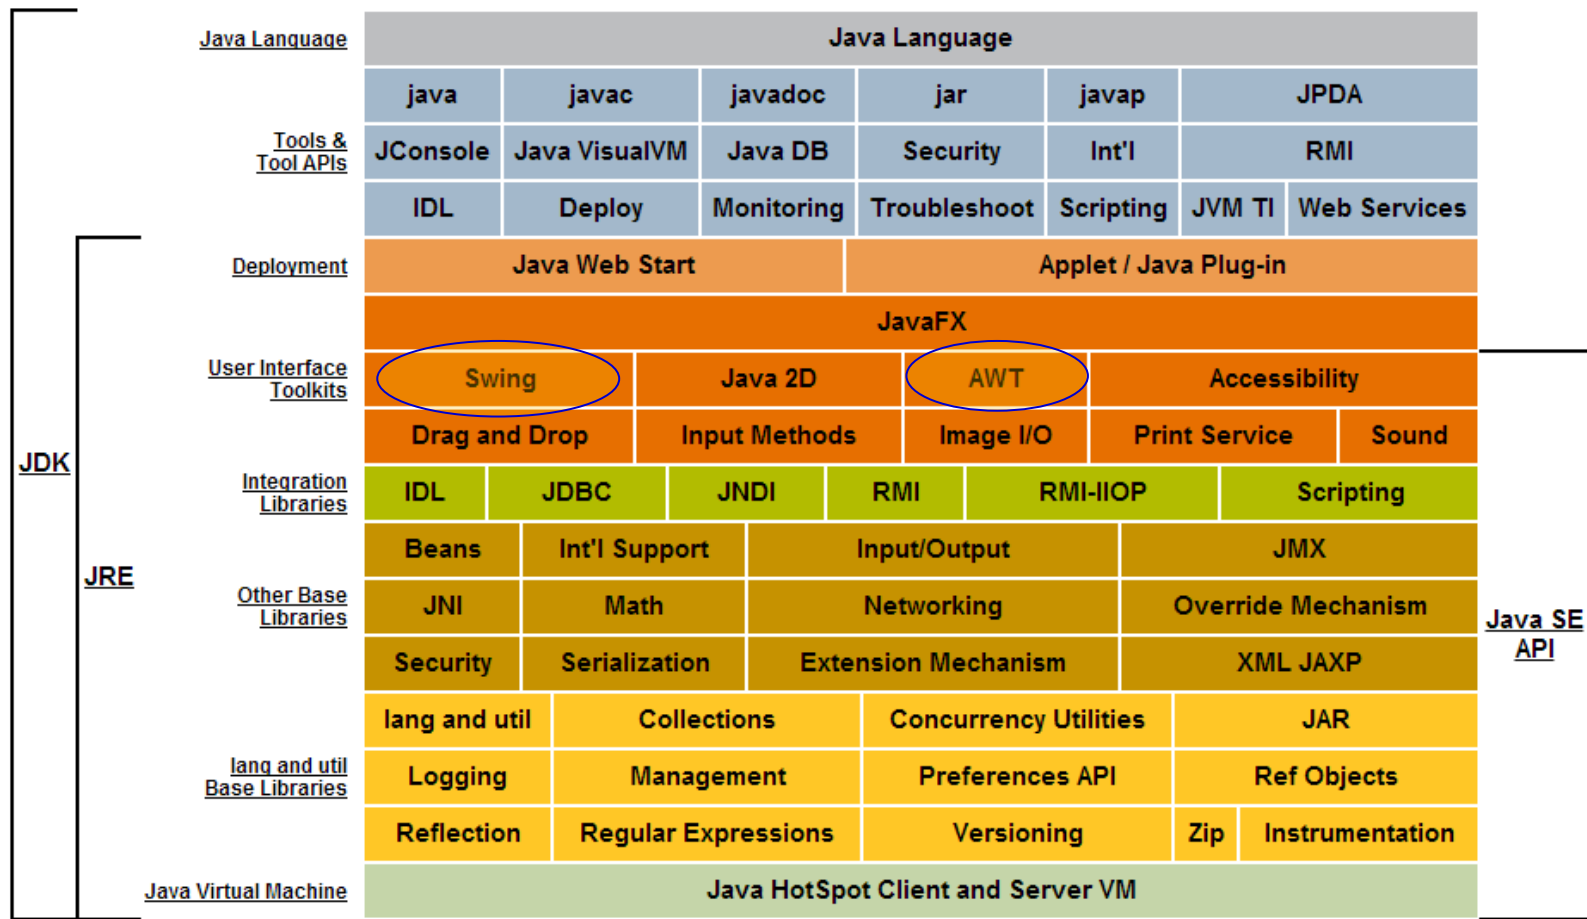 Java Language
Java Language
java javac javadoc jar javap JPDA
Tools &
Tool APIs
JConsole Java VisualVM Java DB Security Int'l RMI
IDL Deploy Monitoring Troubleshoot Scripting JVM TI Web Services
Deployment
Java Web Start Applet / Java Plug-in
JavaFX
User Interface
Toolkits
Swing Java 2D AWT Accessibility
Drag and Drop Input Methods Image I/O Print Service Sound
JDK
Integration
Libraries
IDL JDBC JNDI RMI RMI-IIOP Scripting
Beans Int'l Support Input/Output JMX
JRE
Other Base
Libraries
JNI Math Networking Override Mechanism
Java SE
API
Security Serialization Extension Mechanism XML JAXP
lang and util Collections Concurrency Utilities JAR
lang and util
Base Libraries
Logging Management Preferences API Ref Objects
Reflection Regular Expressions Versioning Zip Instrumentation
Java Virtual Machine
Java HotSpot Client and Server VM